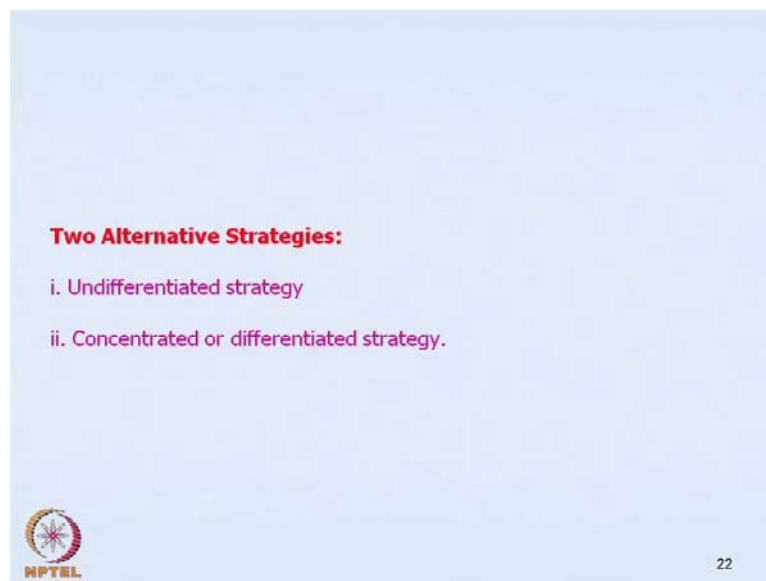 Two Alternative Strategies:
i. Undifferentiated strategy
ii. Concentrated or differentiated strategy.
NPTEL
22